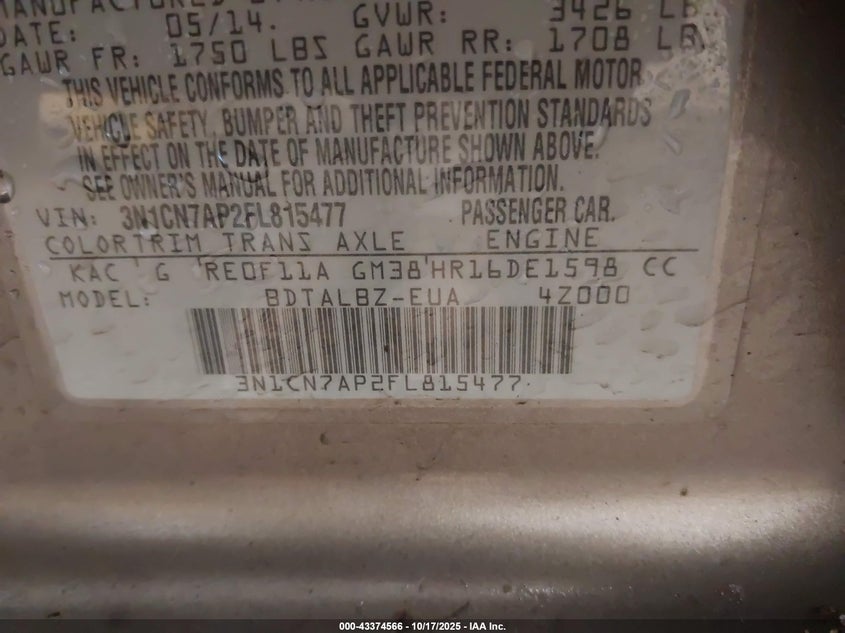 MANUFACTURED BY
DATE: 05/14. GVWR: 3426 LB
GAWR FR: 1750 LBS GAWR RR: 1708 LB
THIS VEHICLE CONFORMS TO ALL APPLICABLE FEDERAL MOTOR
VEHICLE SAFETY, BUMPER AND THEFT PREVENTION STANDARDS
IN EFFECT ON THE DATE OF MANUFACTURE SHOWN ABOVE.
SEE OWNER'S MANUAL FOR ADDITIONAL INFORMATION.
VIN: 3N1CN7AP2FL815477 PASSENGER CAR.
COLORTRIM TRANS AXLE ENGINE
KAC G RE0F11A GM38 HR16DE1598 CC
MODEL: BDTALBZ-EUA 4Z000
3N1CN7AP2FL815477
000-43374566 - 10/17/2025 - IAA Inc.